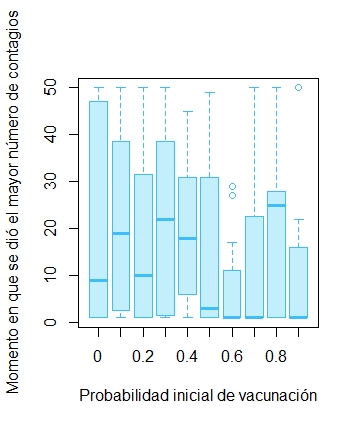 Momento en que se dió el mayor número de contagios
50
40
30
20
10
0
0 0.2 0.4 0.6 0.8
Probabilidad inicial de vacunación